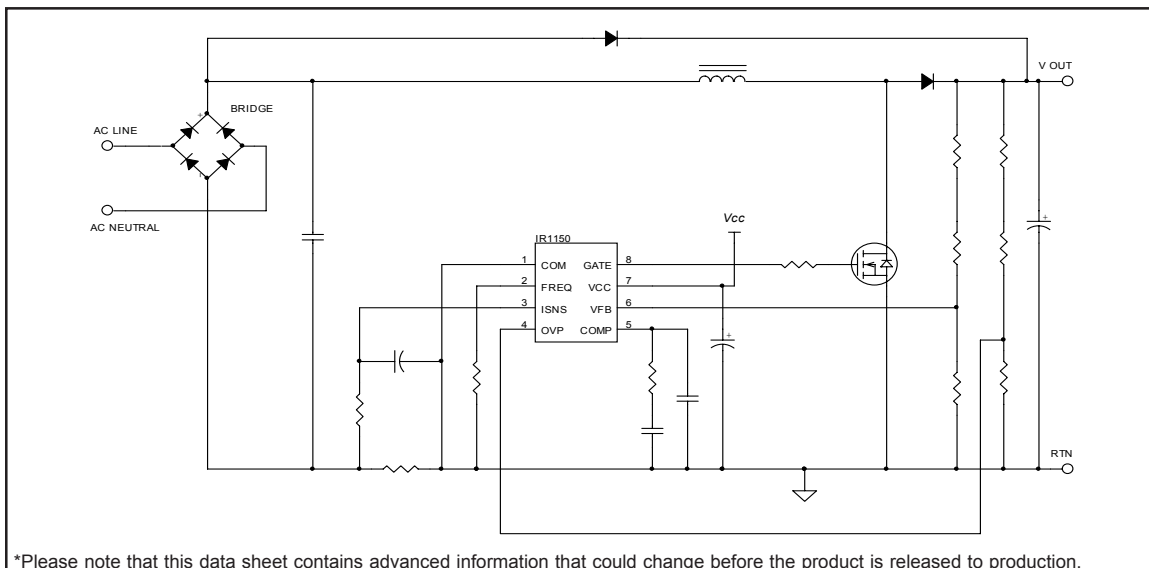 V OUT
BRIDGE
AC LINE
AC NEUTRAL
Vcc
IR1150
1 COM GATE 8
2 FREQ VCC 7
3 ISNS VFB 6
4 OVP COMP 5
RTN
*Please note that this data sheet contains advanced information that could change before the product is released to production.